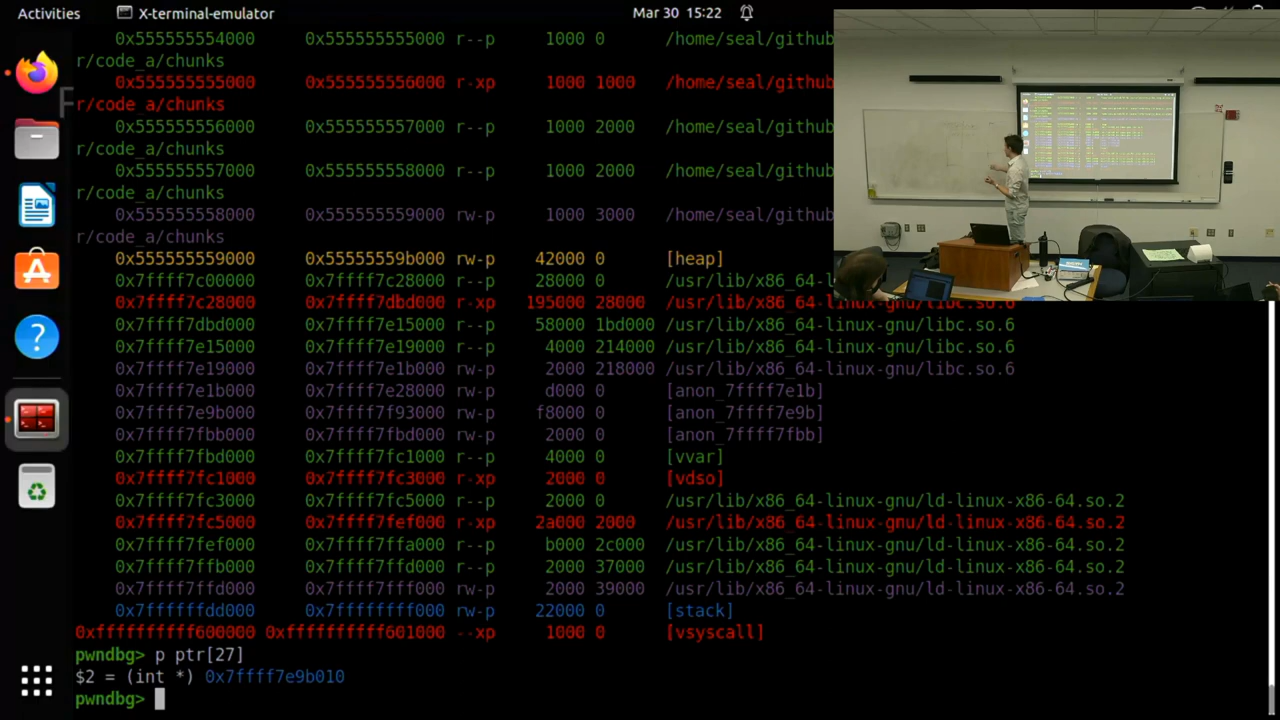 Activities X-terminal-emulator Mar 30 15:22
0x555555554000 0x555555555000 r--p 1000 0 /home/seal/github
r/code_a/chunks
0x555555555000 0x555555556000 r-xp 1000 1000 /home/seal/github
r/code_a/chunks
0x555555556000 0x555555557000 r--p 1000 2000 /home/seal/github
r/code_a/chunks
0x555555557000 0x555555558000 r--p 1000 2000 /home/seal/github
r/code_a/chunks
0x555555558000 0x555555559000 rw-p 1000 3000 /home/seal/github
r/code_a/chunks
0x555555559000 0x55555559b000 rw-p 42000 0 [heap]
0x7ffff7c00000 0x7ffff7c28000 r--p 28000 0 /usr/lib/x86_64-l
0x7ffff7c28000 0x7ffff7dbd000 r-xp 195000 28000 /usr/lib/x86_64-linux-gnu/libc.so.6
0x7ffff7dbd000 0x7ffff7e15000 r--p 58000 1bd000 /usr/lib/x86_64-linux-gnu/libc.so.6
0x7ffff7e15000 0x7ffff7e19000 r--p 4000 214000 /usr/lib/x86_64-linux-gnu/libc.so.6
0x7ffff7e19000 0x7ffff7e1b000 rw-p 2000 218000 /usr/lib/x86_64-linux-gnu/libc.so.6
0x7ffff7e1b000 0x7ffff7e28000 rw-p d000 0 [anon_7ffff7e1b]
0x7ffff7e9b000 0x7ffff7f93000 rw-p f8000 0 [anon_7ffff7e9b]
0x7ffff7fbb000 0x7ffff7fbd000 rw-p 2000 0 [anon_7ffff7fbb]
0x7ffff7fbd000 0x7ffff7fc1000 r--p 4000 0 [vvar]
0x7ffff7fc1000 0x7ffff7fc3000 r-xp 2000 0 [vdso]
0x7ffff7fc3000 0x7ffff7fc5000 r--p 2000 0 /usr/lib/x86_64-linux-gnu/ld-linux-x86-64.so.2
0x7ffff7fc5000 0x7ffff7fef000 r-xp 2a000 2000 /usr/lib/x86_64-linux-gnu/ld-linux-x86-64.so.2
0x7ffff7fef000 0x7ffff7ffa000 r--p b000 2c000 /usr/lib/x86_64-linux-gnu/ld-linux-x86-64.so.2
0x7ffff7ffb000 0x7ffff7ffd000 r--p 2000 37000 /usr/lib/x86_64-linux-gnu/ld-linux-x86-64.so.2
0x7ffff7ffd000 0x7ffff7fff000 rw-p 2000 39000 /usr/lib/x86_64-linux-gnu/ld-linux-x86-64.so.2
0x7ffffffdd000 0x7ffffffff000 rw-p 22000 0 [stack]
0xffffffffff600000 0xffffffffff601000 --xp 1000 0 [vsyscall]
pwndbg> p ptr[27]
$2 = (int *) 0x7ffff7e9b010
pwndbg>